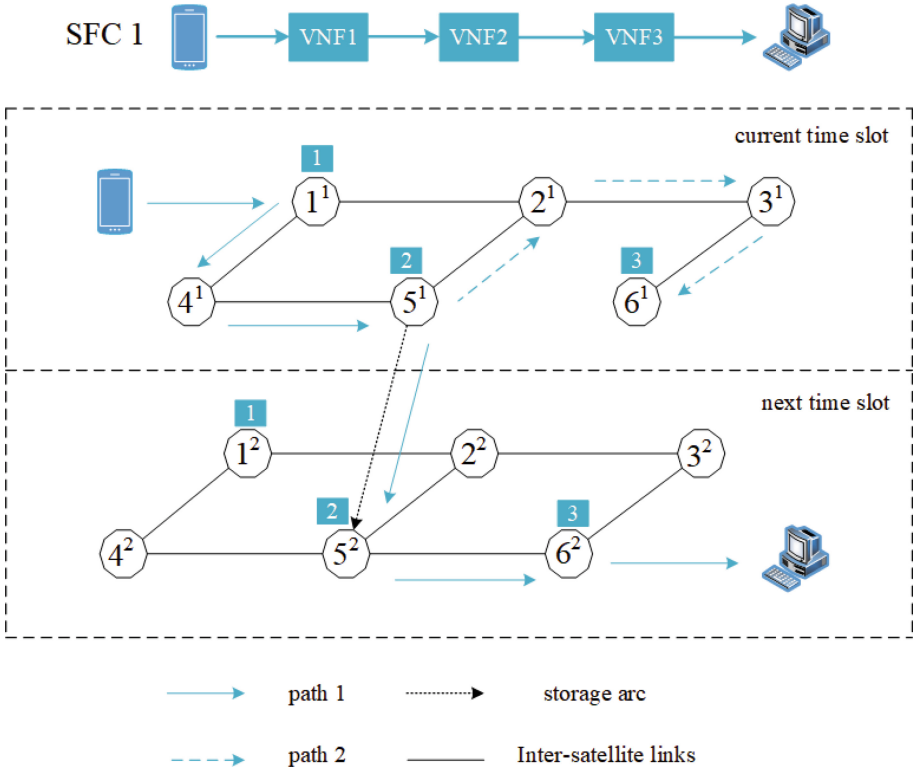 SFC 1
VNF1
VNF2
VNF3
current time slot
1
1¹
2¹
3¹
2
3
4¹
5¹
6¹
next time slot
1
1²
2²
3²
2
3
4²
5²
6²
path 1
storage arc
path 2
Inter-satellite links